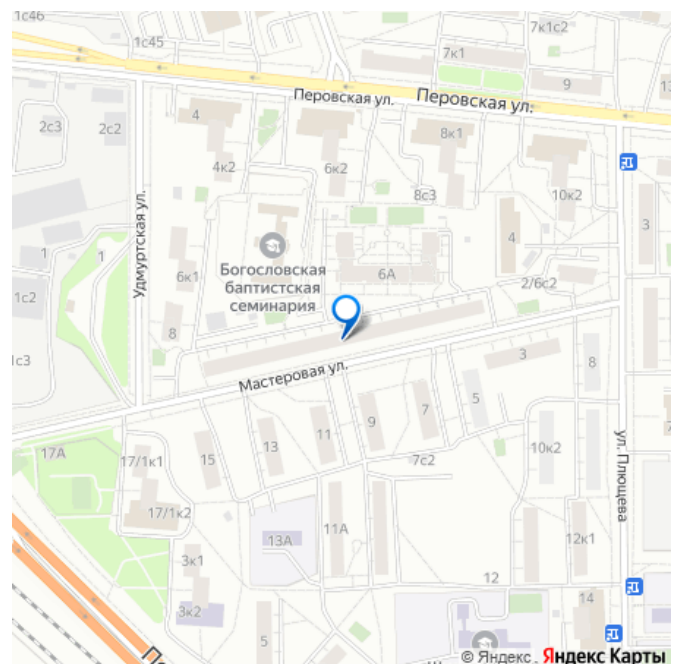 1с46
7к1с2
1с45
7к1
9
Перовская ул.
Перовская ул.
4
2с3
2с2
8к1
4к2
6к2
8с3
10к2
3
Удмуртская ул.
Богословская
баптистская
семинария
4
1
1
6А
6к1
2/6с2
1с2
8
3
8
Мастеровая ул.
5
7
9
11
13
15
17А
17/1к1
7с2
10к2
ул. Плющева
17/1к2
11А
13А
12к1
3к1
12
14
3к2
5
© Яндекс
Яндекс Карты